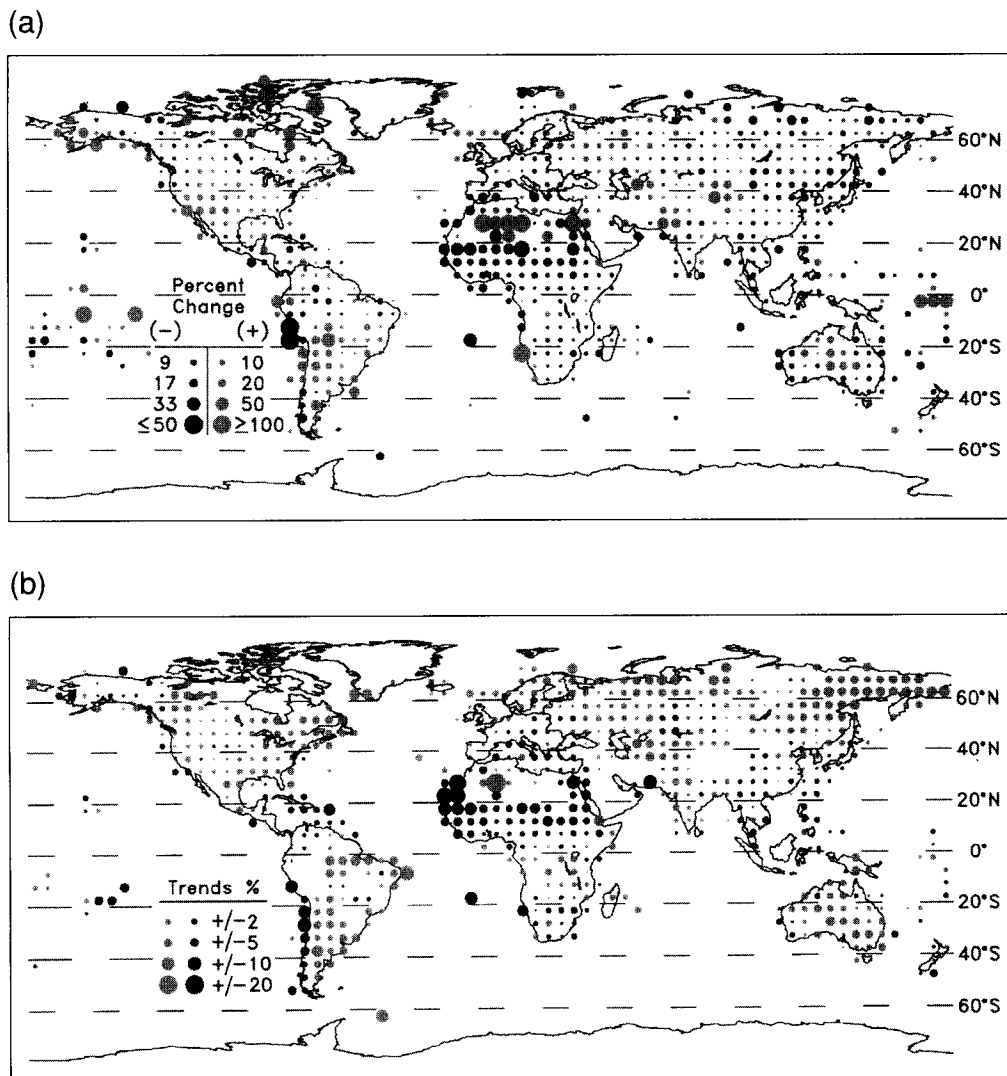 (a)
60°N
40°N
20°N
0°
20°S
40°S
60°S
Percent
Change
(−) (+)
9 10
17 20
33 50
≤50 ≥100
(b)
60°N
40°N
20°N
0°
20°S
40°S
60°S
Trends %
+/−2
+/−5
+/−10
+/−20